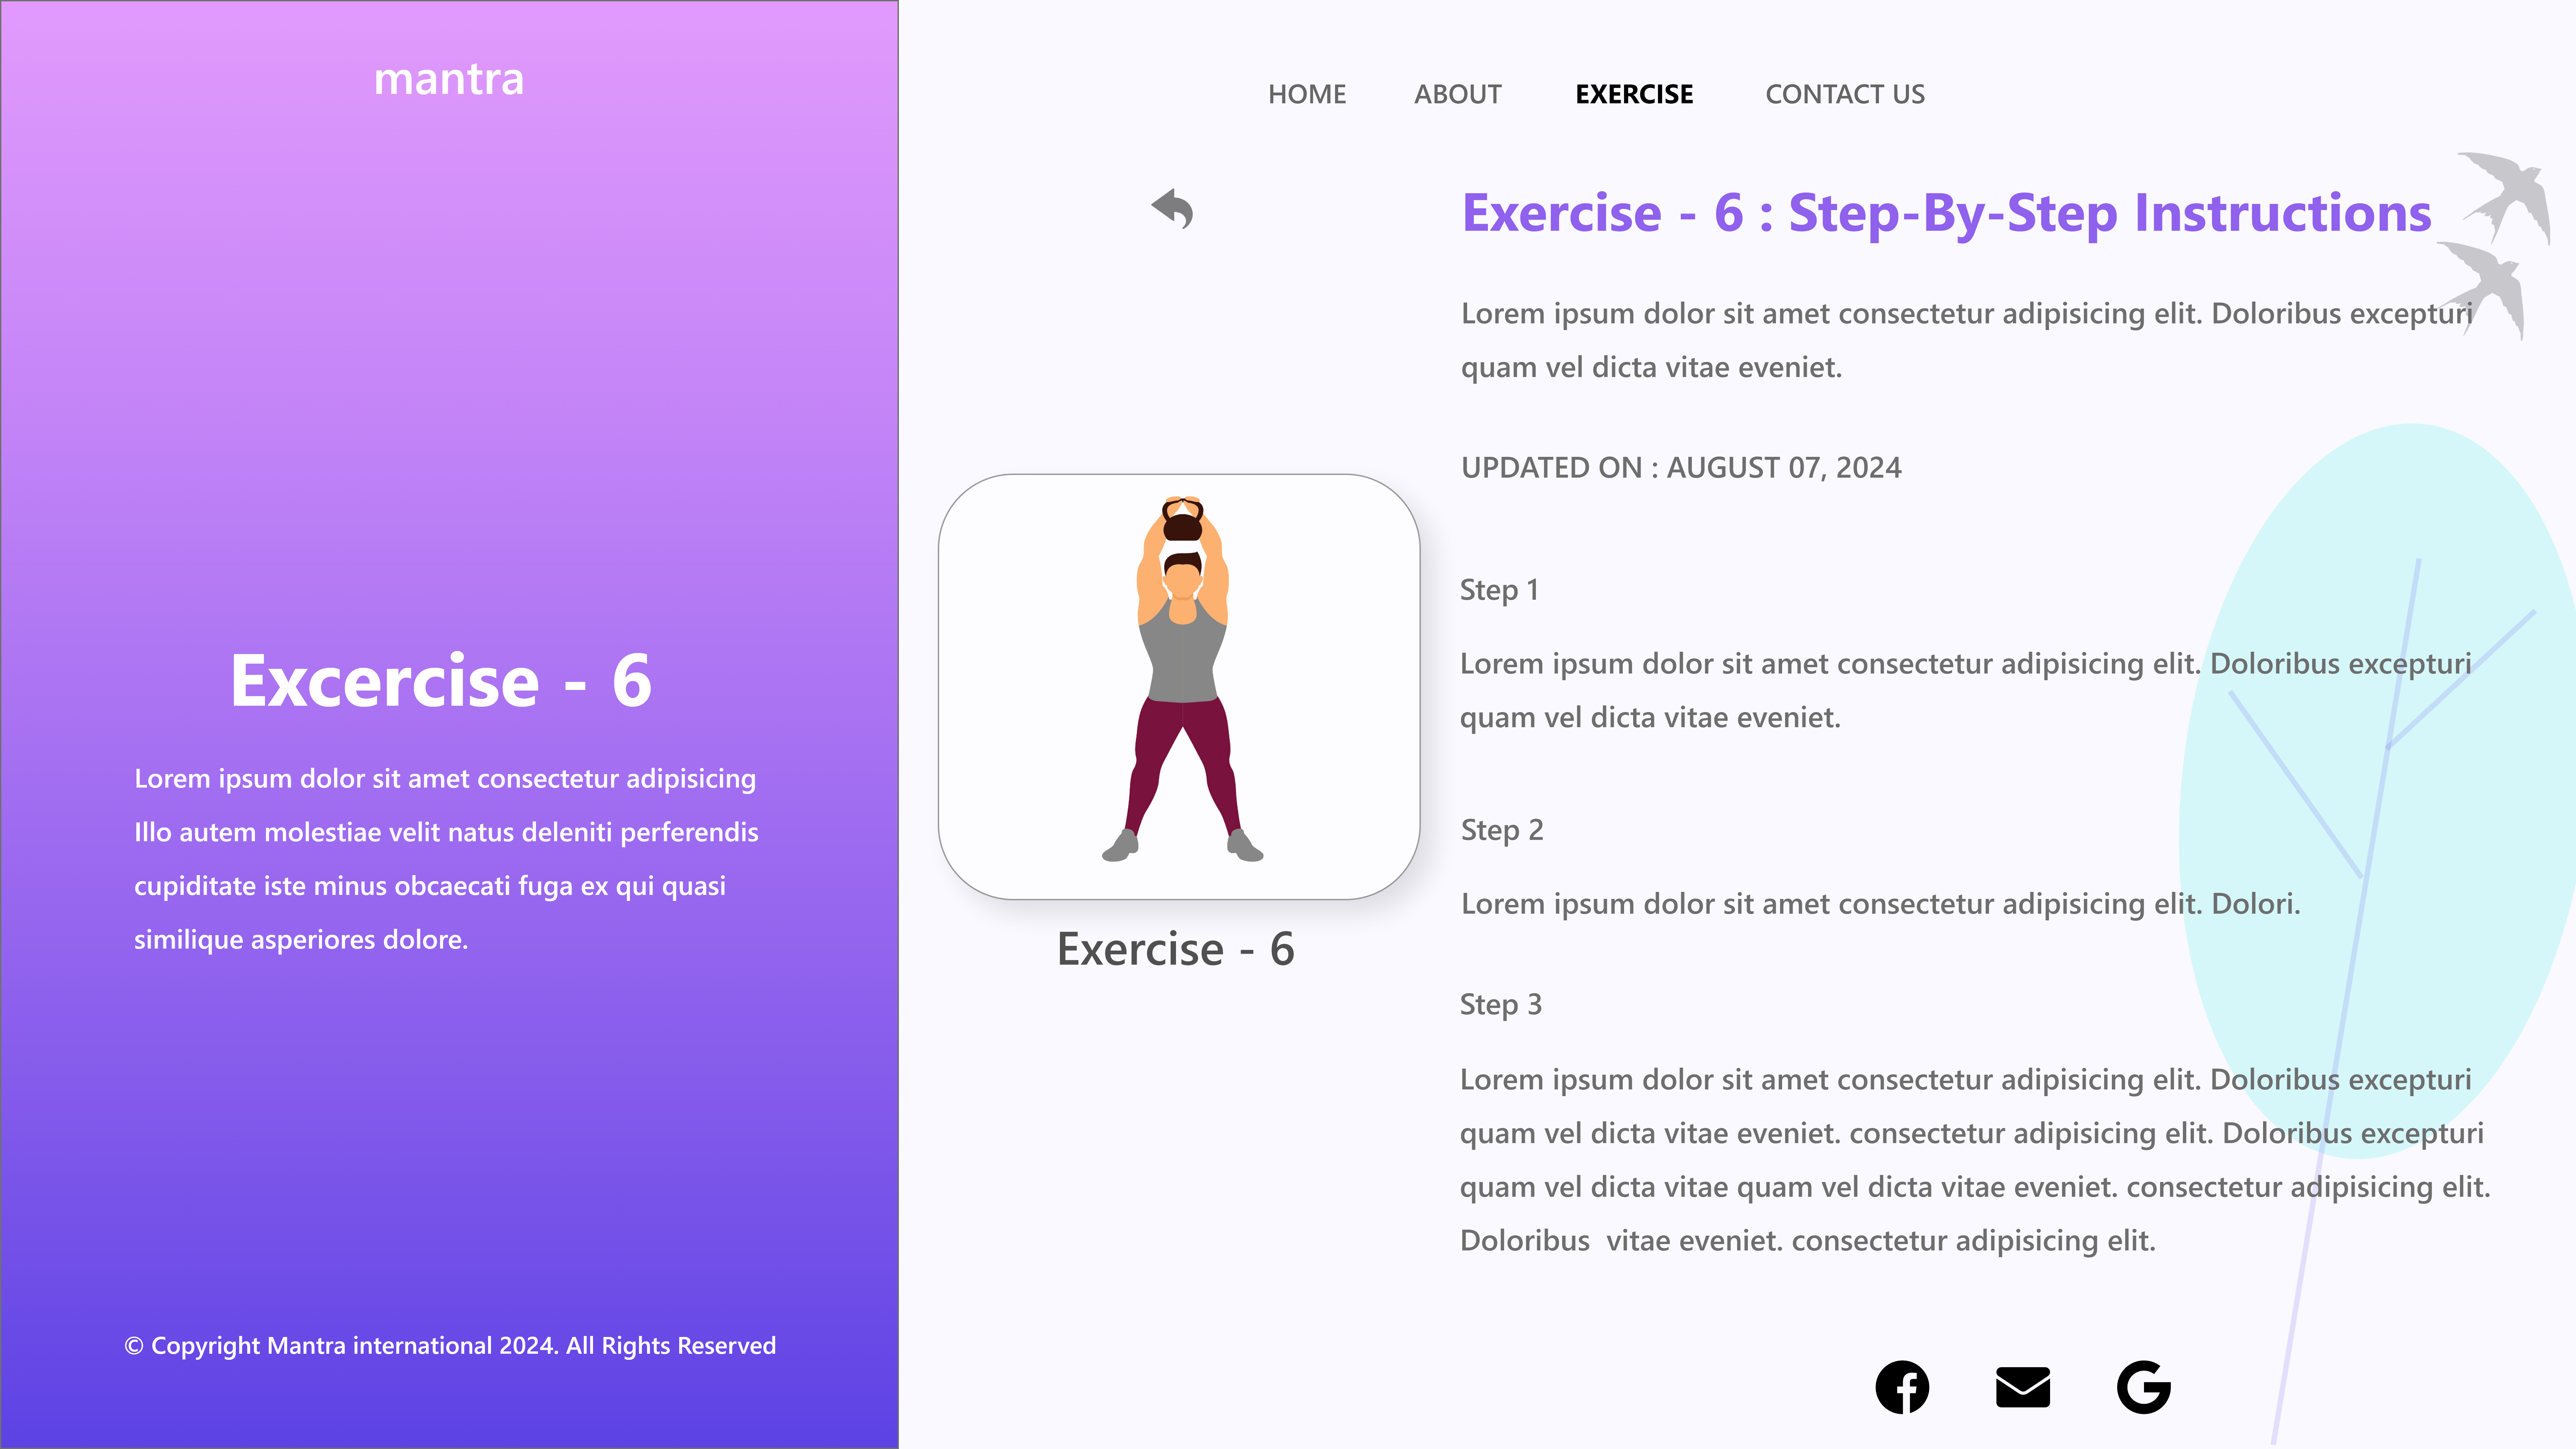 mantra
Excercise - 6
Lorem ipsum dolor sit amet consectetur adipisicing
Illo autem molestiae velit natus deleniti perferendis
cupiditate iste minus obcaecati fuga ex qui quasi
similique asperiores dolore.
© Copyright Mantra international 2024. All Rights Reserved
HOME ABOUT EXERCISE CONTACT US
Exercise - 6
Exercise - 6 : Step-By-Step Instructions
Lorem ipsum dolor sit amet consectetur adipisicing elit. Doloribus excepturi
quam vel dicta vitae eveniet.
UPDATED ON : AUGUST 07, 2024
Step 1
Lorem ipsum dolor sit amet consectetur adipisicing elit. Doloribus excepturi
quam vel dicta vitae eveniet.
Step 2
Lorem ipsum dolor sit amet consectetur adipisicing elit. Dolori.
Step 3
Lorem ipsum dolor sit amet consectetur adipisicing elit. Doloribus excepturi
quam vel dicta vitae eveniet. consectetur adipisicing elit. Doloribus excepturi
quam vel dicta vitae quam vel dicta vitae eveniet. consectetur adipisicing elit.
Doloribus  vitae eveniet. consectetur adipisicing elit.